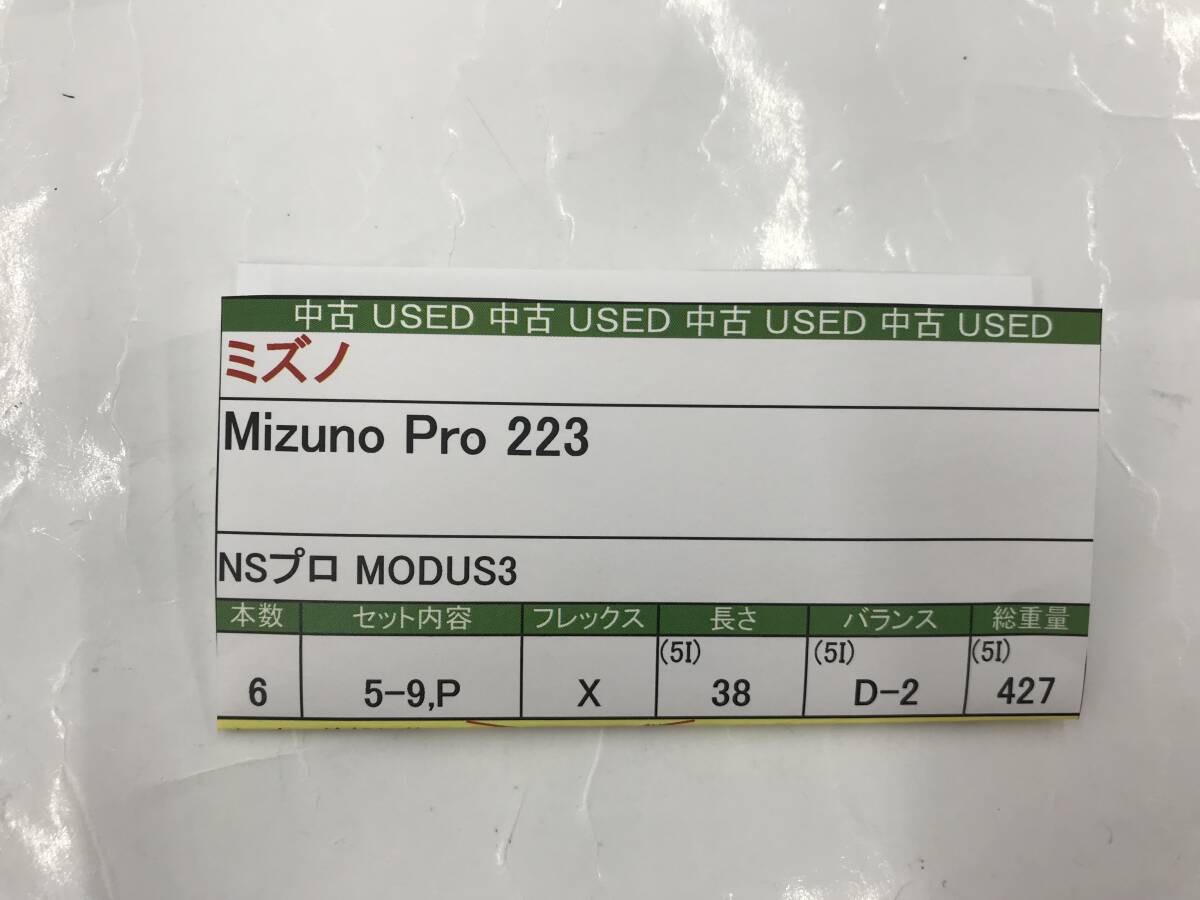 中古 USED 中古 USED 中古 USED 中古 USED
ミズノ
Mizuno Pro 223
NSプロ MODUS3
本数 セット内容 フレックス 長さ バランス 総重量
(5I) (5I) (5I)
6 5-9,P X 38 D-2 427